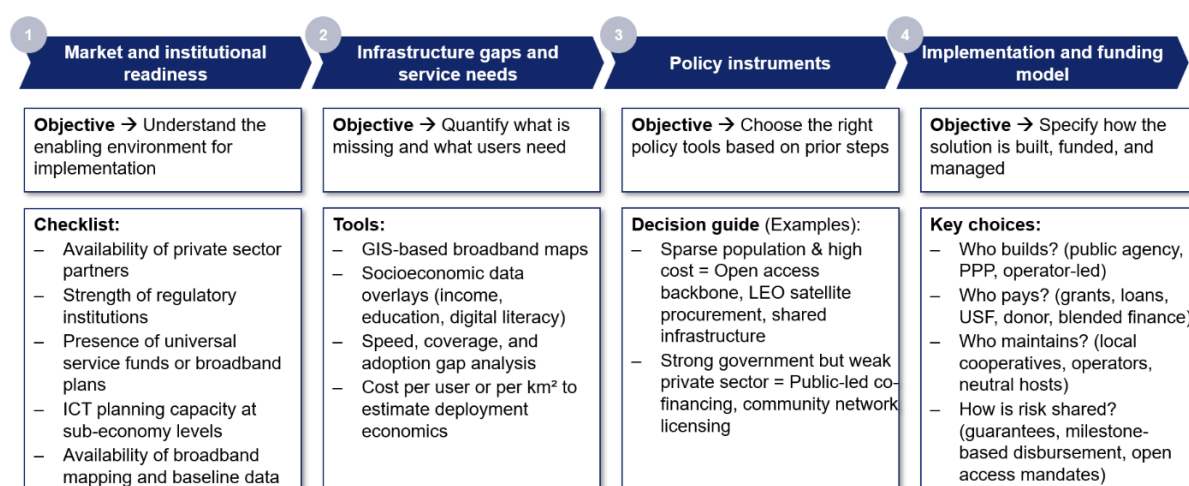 1
Market and institutional
readiness
2
Infrastructure gaps and
service needs
3
Policy instruments
4
Implementation and funding
model
Objective → Understand the
enabling environment for
implementation
Objective → Quantify what is
missing and what users need
Objective → Choose the right
policy tools based on prior steps
Objective → Specify how the
solution is built, funded, and
managed
Checklist:
– Availability of private sector
partners
– Strength of regulatory
institutions
– Presence of universal
service funds or broadband
plans
– ICT planning capacity at
sub-economy levels
– Availability of broadband
mapping and baseline data
Tools:
– GIS-based broadband maps
– Socioeconomic data
overlays (income,
education, digital literacy)
– Speed, coverage, and
adoption gap analysis
– Cost per user or per km² to
estimate deployment
economics
Decision guide (Examples):
– Sparse population & high
cost = Open access
backbone, LEO satellite
procurement, shared
infrastructure
– Strong government but weak
private sector = Public-led co-
financing, community network
licensing
Key choices:
– Who builds? (public agency,
PPP, operator-led)
– Who pays? (grants, loans,
USF, donor, blended finance)
– Who maintains? (local
cooperatives, operators,
neutral hosts)
– How is risk shared?
(guarantees, milestone-
based disbursement, open
access mandates)